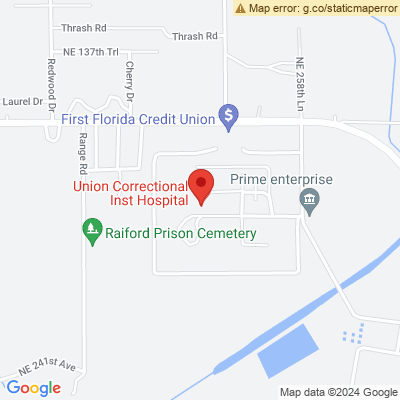 Map error: g.co/staticmaperror
Thrash Rd
Thrash Rd
NE 137th Trl
Redwood Dr
Cherry Dr
NE 258th Ln
Laurel Dr
First Florida Credit Union
Range Rd
Union Correctional
Inst Hospital
Prime enterprise
Raiford Prison Cemetery
NE 241st Ave
Google
Map data ©2024 Google